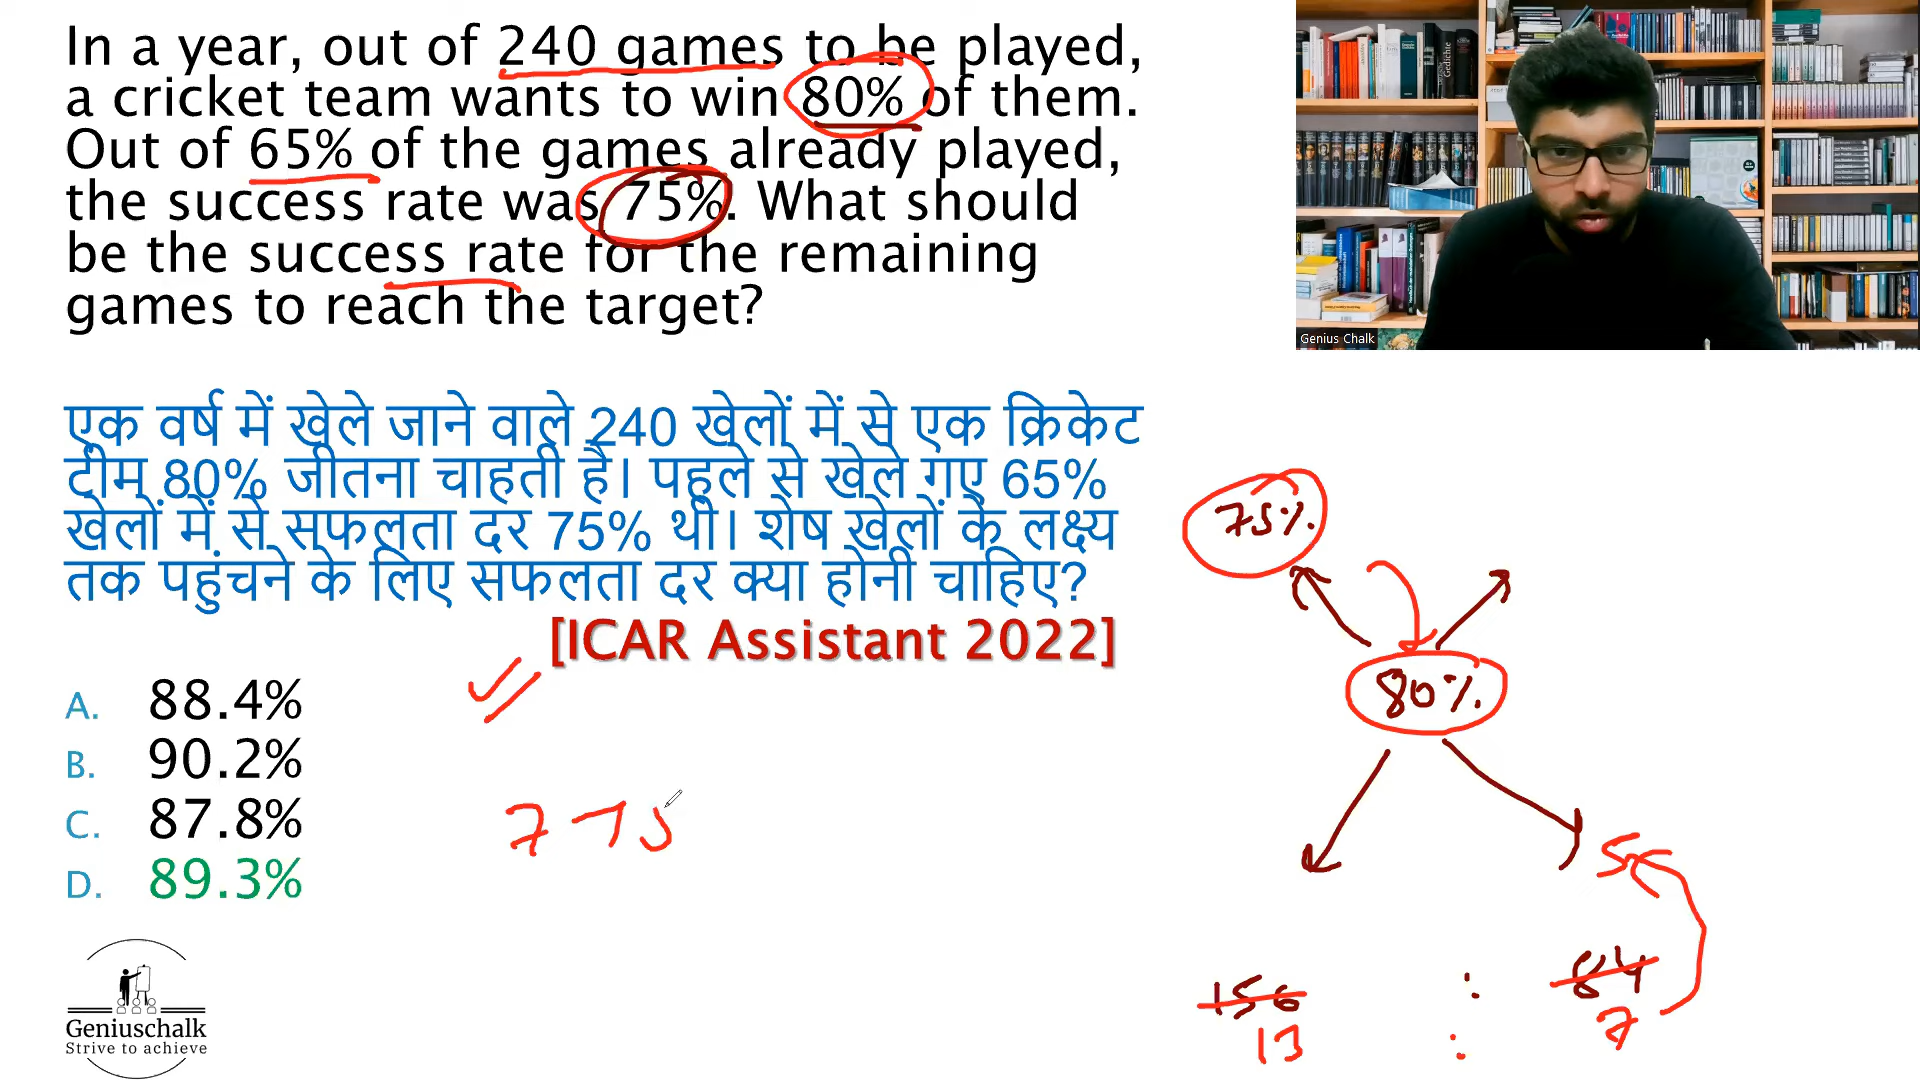 In a year, out of 240 games to be played,
a cricket team wants to win 80% of them.
Out of 65% of the games already played,
the success rate was 75%. What should
be the success rate for the remaining
games to reach the target?
Genius Chalk
एक वर्ष में खेले जाने वाले 240 खेलों में से एक क्रिकेट
टीम 80% जीतना चाहती है। पहले से खेले गए 65%
खेलों में से सफलता दर 75% थी। शेष खेलों के लक्ष्य
तक पहुंचने के लिए सफलता दर क्या होनी चाहिए?
[ICAR Assistant 2022]
A. 88.4%
B. 90.2%
C. 87.8%
D. 89.3%
75%
80%
5
156 : 84
13 : 7
Geniuschalk
Strive to achieve